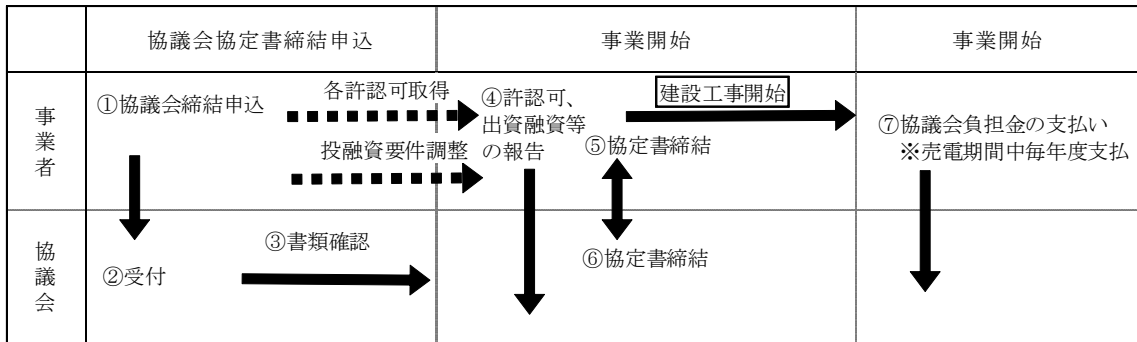 協議会協定書締結申込
事業開始
事業開始
事業者
①協議会締結申込
各許認可取得
投融資要件調整
④許認可、
出資融資等
の報告
建設工事開始
⑤協定書締結
⑦協議会負担金の支払い
※売電期間中毎年度支払
協議会
②受付
③書類確認
⑥協定書締結